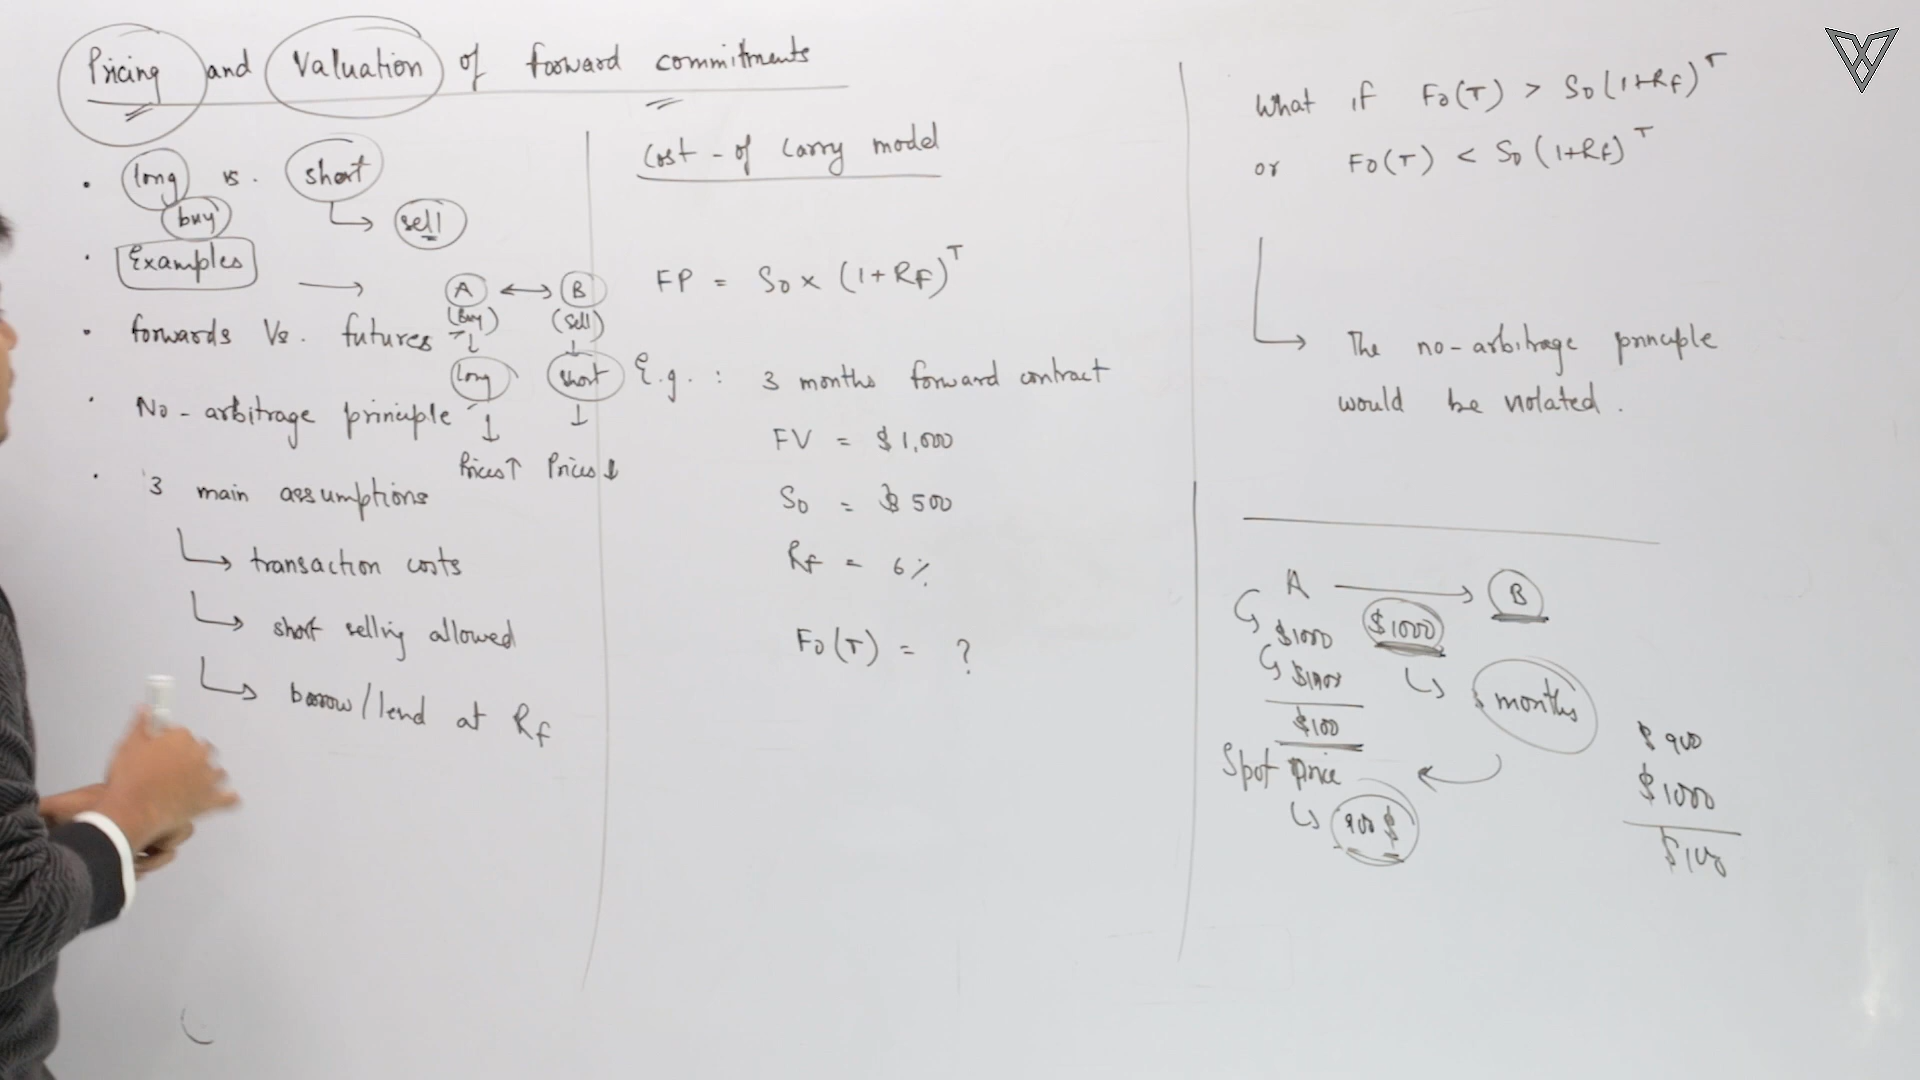 Pricing and Valuation of forward commitments
• long vs. short
buy
→ sell
• Examples → A ↔ B
(Buy) (Sell)
• forwards Vs. futures
long short
• No-arbitrage principle
Prices↑ Prices↓
• 3 main assumptions
→ transaction costs
→ short selling allowed
→ borrow/lend at Rf
Cost-of carry model
FP = S0 × (1+RF)^T
E.g. : 3 months forward contract
FV = $1,000
S0 = $500
Rf = 6%
F0(T) = ?
What if F0(T) > S0(1+RF)^T
or F0(T) < S0(1+Rf)^T
→ The no-arbitrage principle
would be violated.
A → B
$1000 $1000
months
$100
Spot price
900 $
$900
$1000
$100